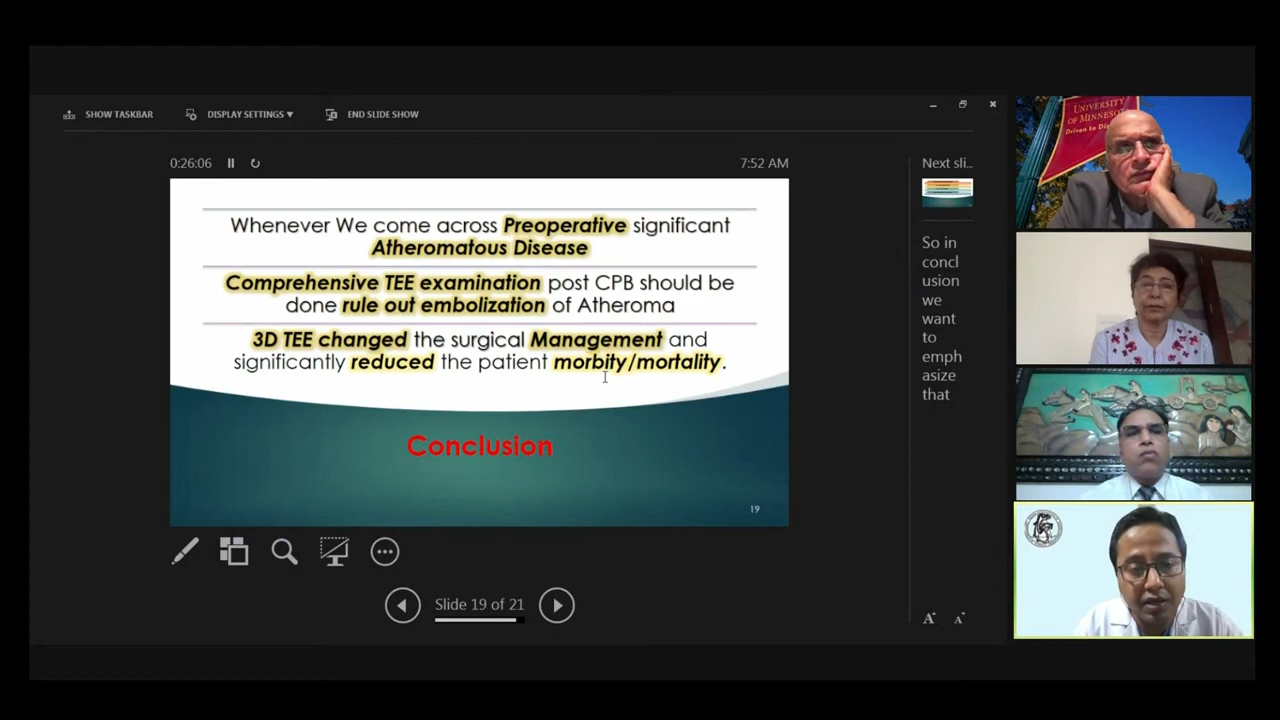 SHOW TASKBAR
DISPLAY SETTINGS ▾
END SLIDE SHOW
0:26:06
7:52 AM
Whenever We come across Preoperative significant
Atheromatous Disease
Comprehensive TEE examination post CPB should be
done rule out embolization of Atheroma
3D TEE changed the surgical Management and
significantly reduced the patient morbity/mortality.
Conclusion
19
Slide 19 of 21
Next sli..
So in
concl
usion
we
want
to
emph
asize
that
A
A
UNIVERSITY
OF MINNESO
Driven to Di